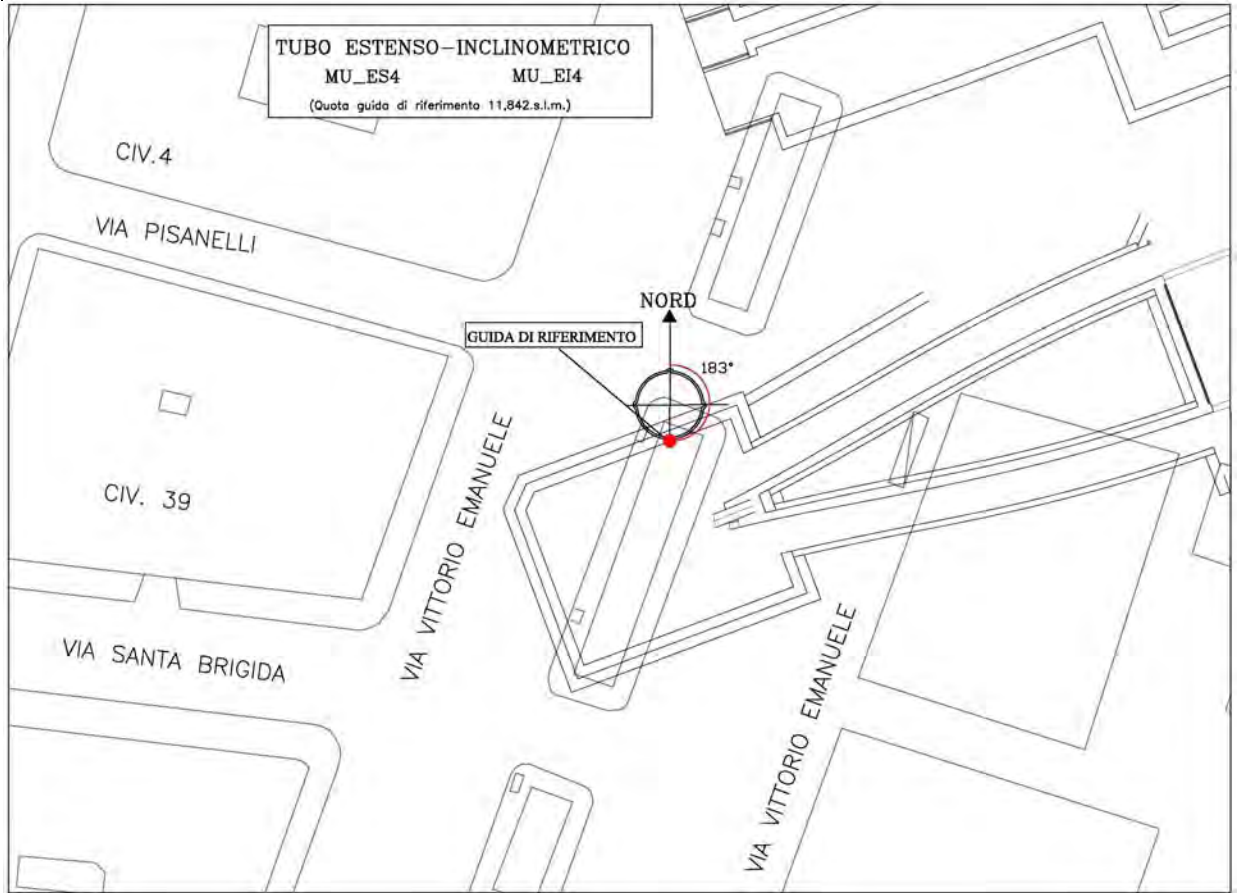 TUBO ESTENSO-INCLINOMETRICO
MU_ES4 MU_EI4
(Quota guida di riferimento 11,842.s.l.m.)
CIV.4
VIA PISANELLI
NORD
GUIDA DI RIFERIMENTO
183°
CIV. 39
VIA VITTORIO EMANUELE
VIA SANTA BRIGIDA
VIA VITTORIO EMANUELE